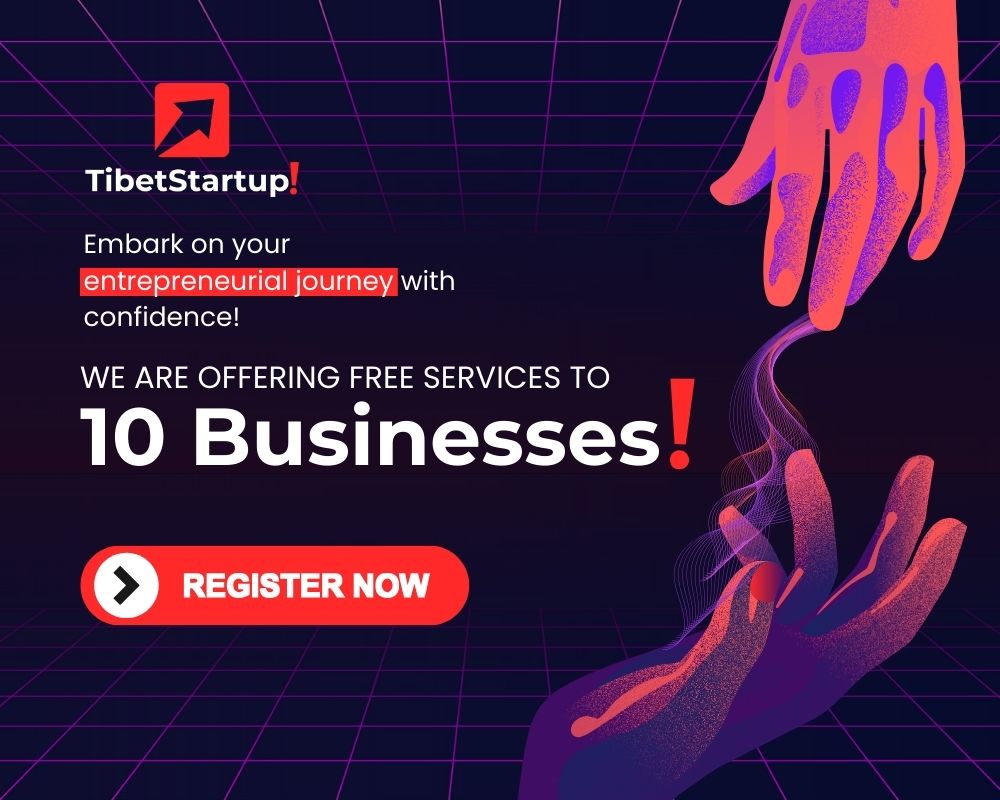 TibetStartup!
Embark on your
entrepreneurial journey with
confidence!
WE ARE OFFERING FREE SERVICES TO
10 Businesses!
REGISTER NOW